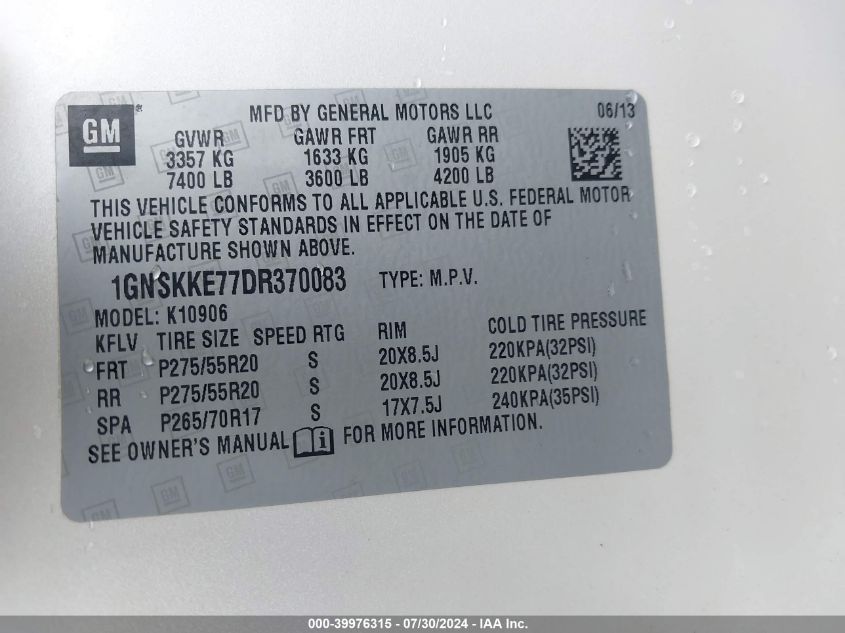 GM
MFD BY GENERAL MOTORS LLC 06/13
GVWR GAWR FRT GAWR RR
3357 KG 1633 KG 1905 KG
7400 LB 3600 LB 4200 LB
THIS VEHICLE CONFORMS TO ALL APPLICABLE U.S. FEDERAL MOTOR
VEHICLE SAFETY STANDARDS IN EFFECT ON THE DATE OF
MANUFACTURE SHOWN ABOVE.
1GNSKKE77DR370083 TYPE: M.P.V.
MODEL: K10906
KFLV TIRE SIZE SPEED RTG RIM COLD TIRE PRESSURE
FRT P275/55R20 S 20X8.5J 220KPA(32PSI)
RR P275/55R20 S 20X8.5J 220KPA(32PSI)
SPA P265/70R17 S 17X7.5J 240KPA(35PSI)
SEE OWNER'S MANUAL i FOR MORE INFORMATION.
000-39976315 / 07/30/2024 - IAA Inc.